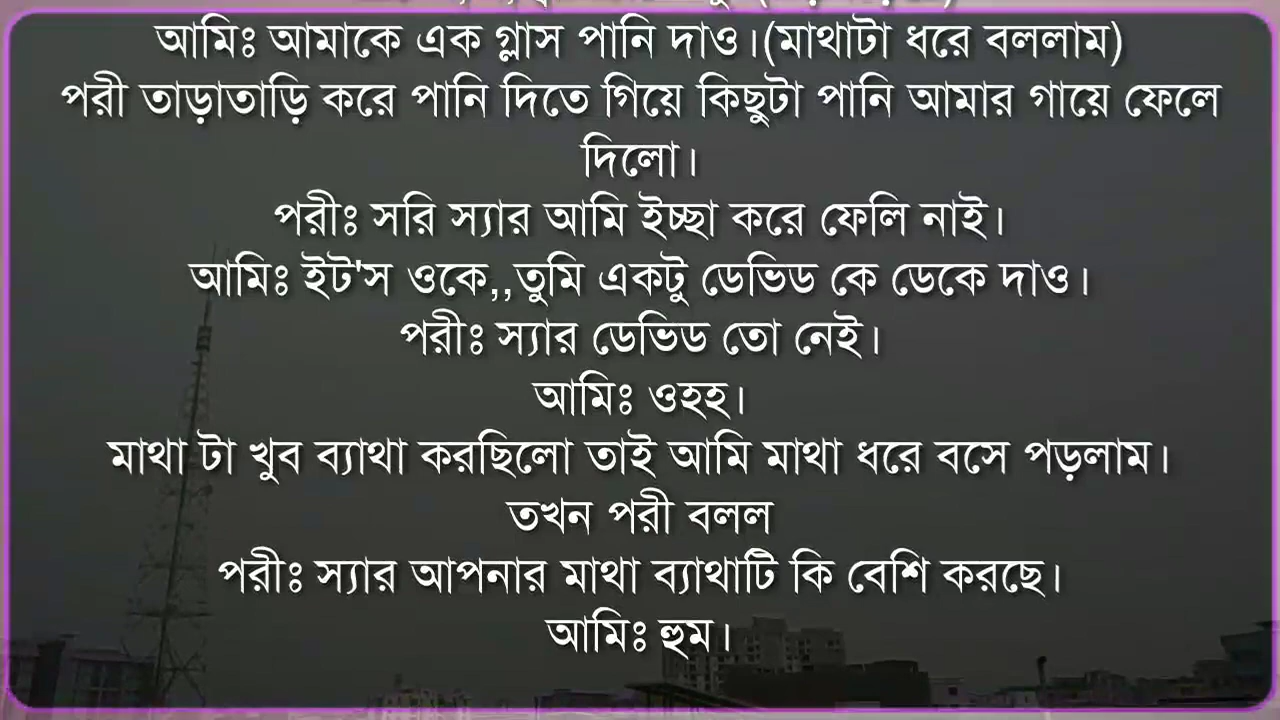 আমিঃ আমাকে এক গ্লাস পানি দাও।(মাথাটা ধরে বললাম)
পরী তাড়াতাড়ি করে পানি দিতে গিয়ে কিছুটা পানি আমার গায়ে ফেলে
দিলো।
পরীঃ সরি স্যার আমি ইচ্ছা করে ফেলি নাই।
আমিঃ ইট'স ওকে,,তুমি একটু ডেভিড কে ডেকে দাও।
পরীঃ স্যার ডেভিড তো নেই।
আমিঃ ওহহ।
মাথা টা খুব ব্যাথা করছিলো তাই আমি মাথা ধরে বসে পড়লাম।
তখন পরী বলল
পরীঃ স্যার আপনার মাথা ব্যাথাটি কি বেশি করছে।
আমিঃ হুম।